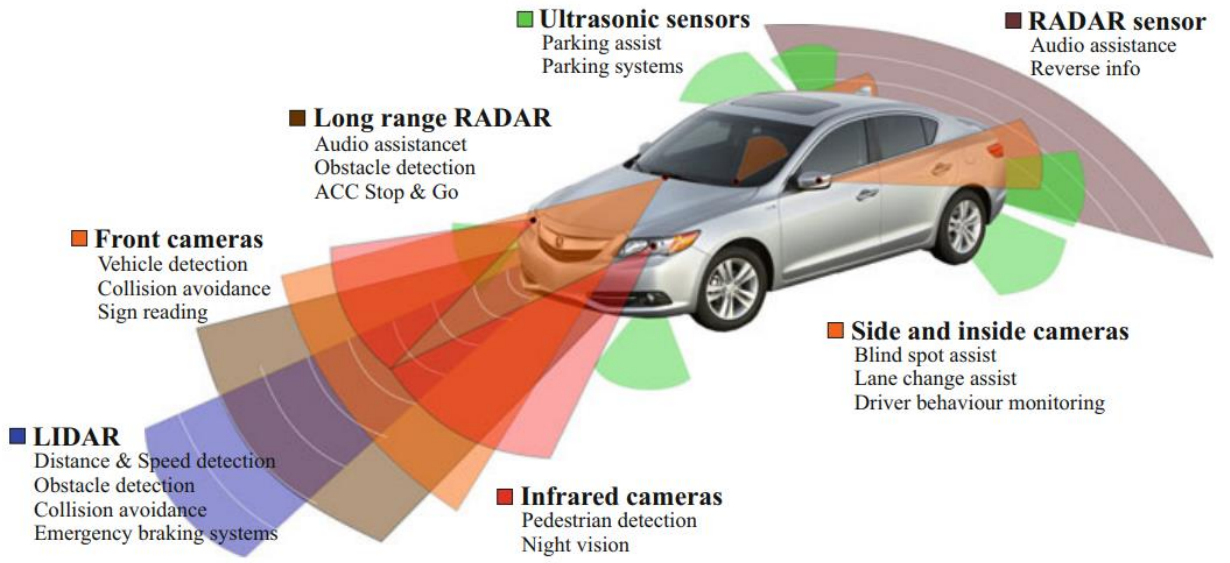 Ultrasonic sensors
Parking assist
Parking systems
RADAR sensor
Audio assistance
Reverse info
Long range RADAR
Audio assistancet
Obstacle detection
ACC Stop & Go
Front cameras
Vehicle detection
Collision avoidance
Sign reading
Side and inside cameras
Blind spot assist
Lane change assist
Driver behaviour monitoring
LIDAR
Distance & Speed detection
Obstacle detection
Collision avoidance
Emergency braking systems
Infrared cameras
Pedestrian detection
Night vision